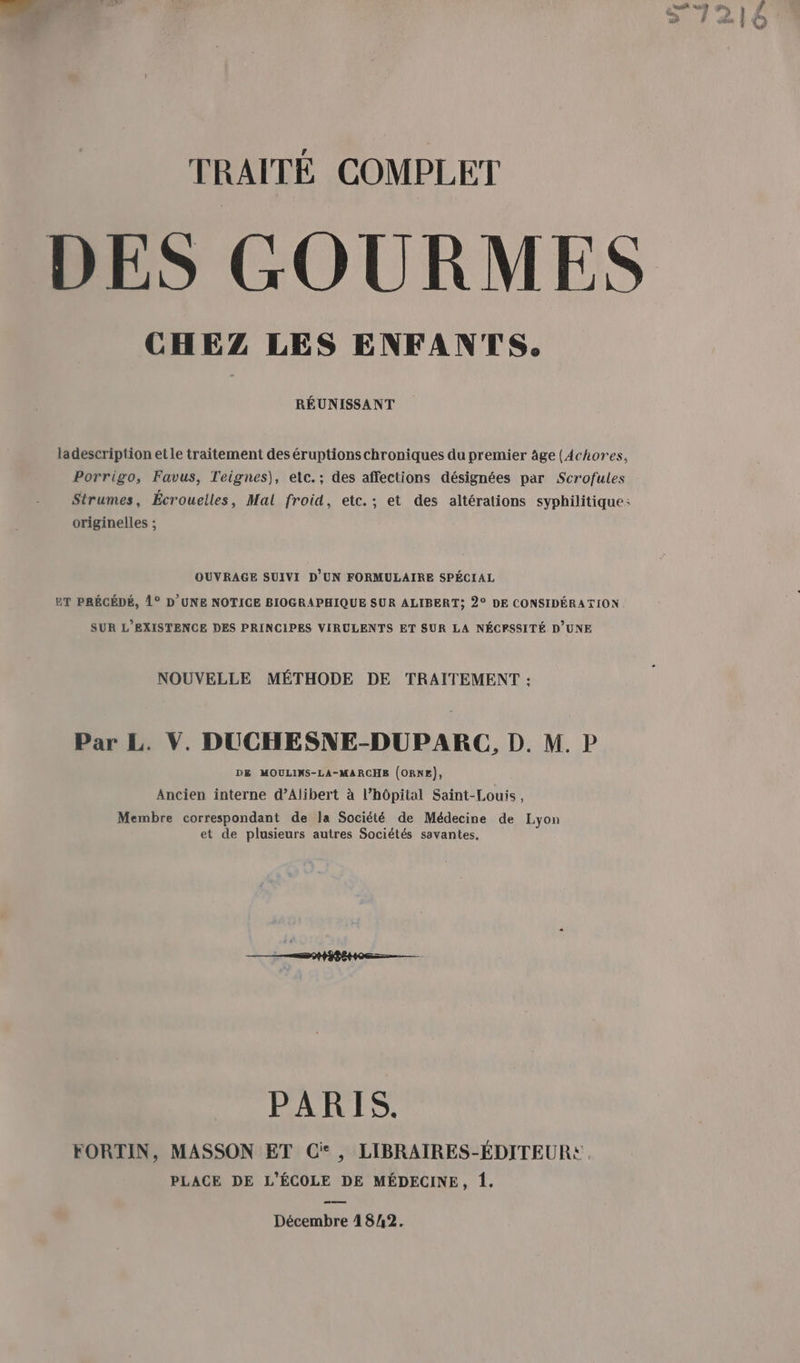 57216
TRAITÉ COMPLET
DES GOURMES
CHEZ LES ENFANTS.
RÉUNISSANT
la description et le traitement des éruptions chroniques du premier âge (Achores,
Porrigo, Favus, Teignes), etc.; des affections désignées par Scrofules
Strumes, Écrouelles, Mal froid, etc.; et des altérations syphilitiques
originelles ;
OUVRAGE SUIVI D'UN FORMULAIRE SPÉCIAL
ET PRÉCÉDÉ, 1° D'UNE NOTICE BIOGRAPHIQUE SUR ALIBERT; 2° DE CONSIDÉRATION
SUR L'EXISTENCE DES PRINCIPES VIRULENTS ET SUR LA NÉCESSITÉ D'UNE
NOUVELLE MÉTHODE DE TRAITEMENT :
Par L. V. DUCHESNE-DUPARC, D. M. P
DE MOULINS-LA-MARCHE (ORNE),
Ancien interne d'Alibert à l'hôpital Saint-Louis,
Membre correspondant de la Société de Médecine de Lyon
et de plusieurs autres Sociétés savantes.
PARIS.
FORTIN, MASSON ET Cie, LIBRAIRES-ÉDITEURS.
PLACE DE L'ÉCOLE DE MÉDECINE, 1.
Décembre 1842.